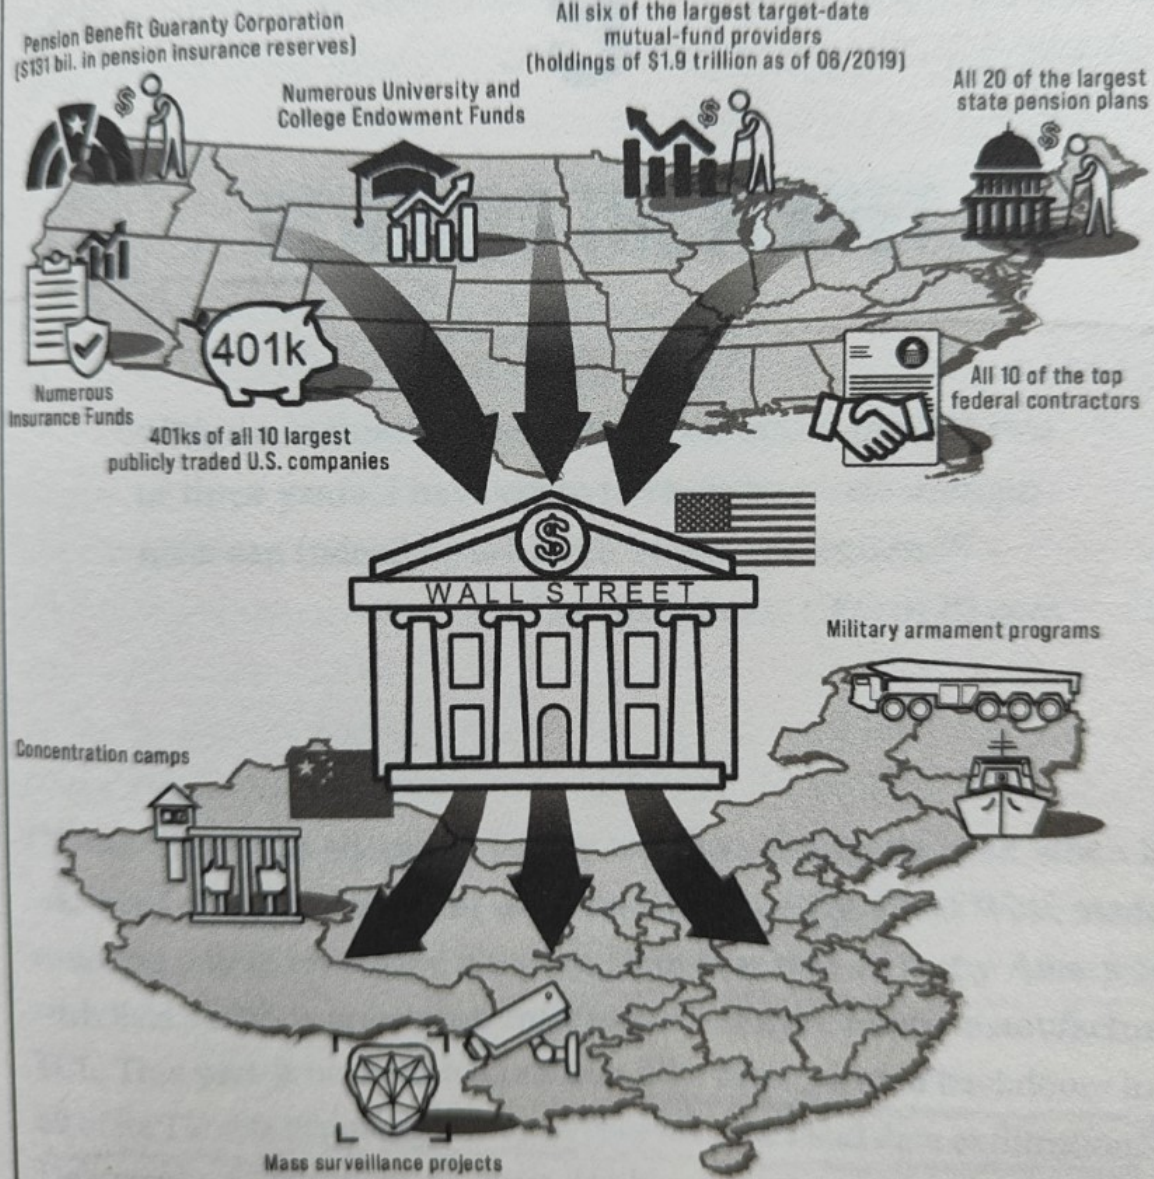 Pension Benefit Guaranty Corporation
($131 bil. in pension insurance reserves)
All six of the largest target-date
mutual-fund providers
(holdings of $1.9 trillion as of 06/2019)
Numerous University and
College Endowment Funds
All 20 of the largest
state pension plans
$
$
$
401k
Numerous
Insurance Funds
401ks of all 10 largest
publicly traded U.S. companies
All 10 of the top
federal contractors
$
WALL STREET
Military armament programs
Concentration camps
Mass surveillance projects